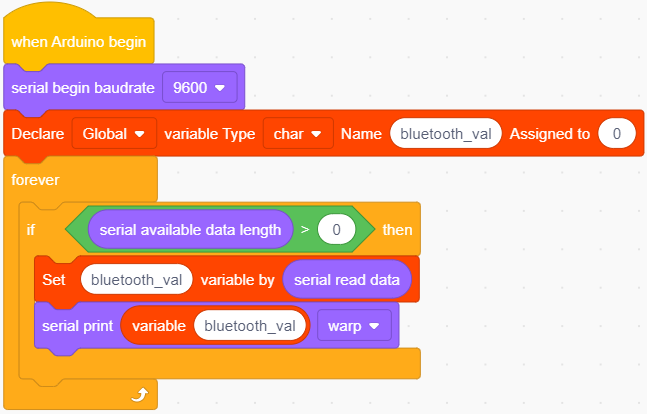 when Arduino begin
serial begin baudrate 9600
Declare Global variable Type char Name bluetooth_val Assigned to 0
forever
if serial available data length > 0 then
Set bluetooth_val variable by serial read data
serial print variable bluetooth_val warp